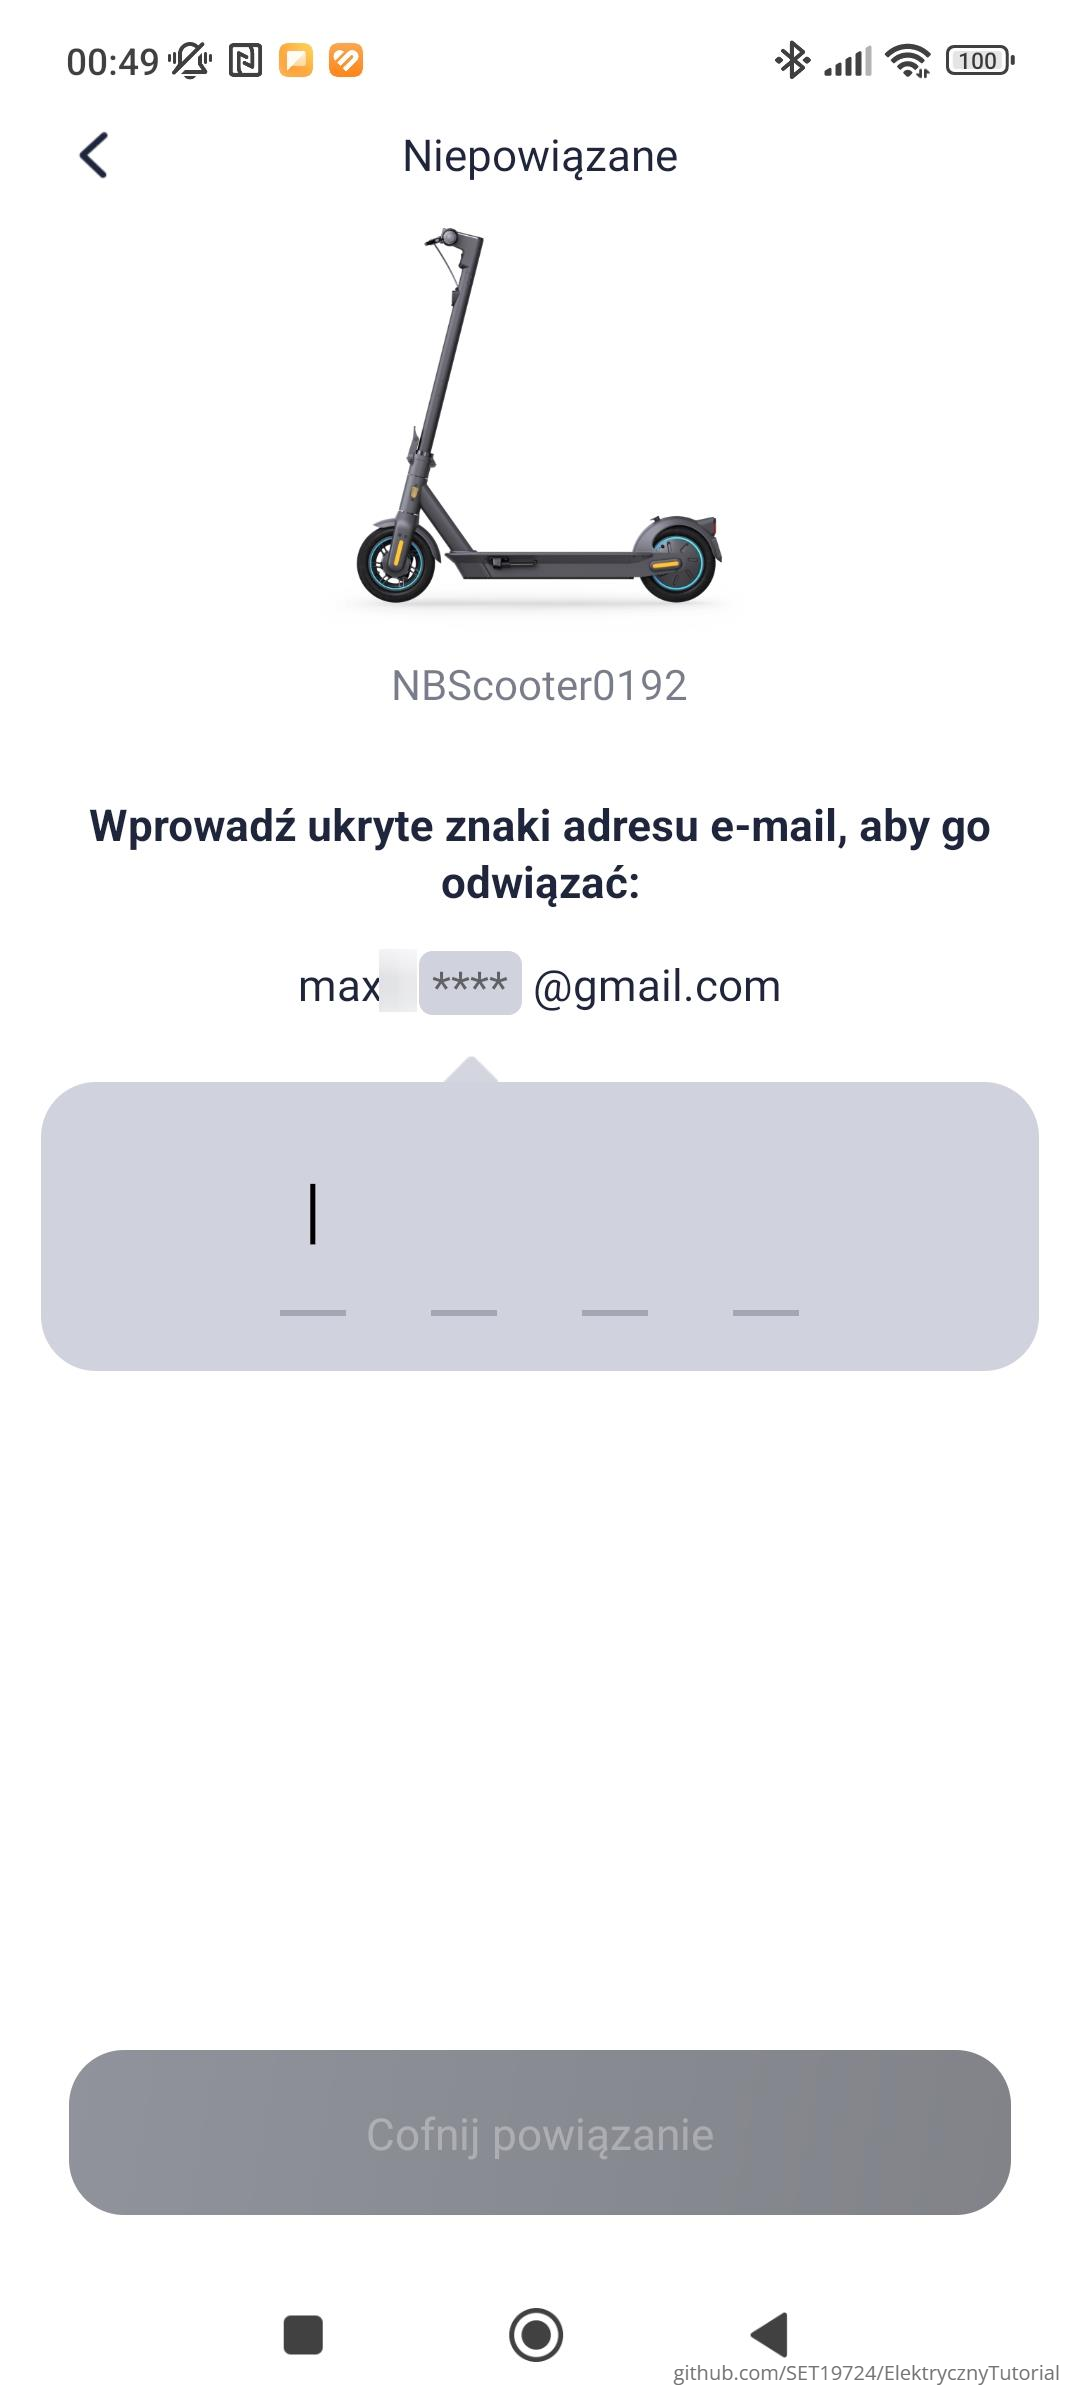 00:49
100
Niepowiązane
NBScooter0192
Wprowadź ukryte znaki adresu e-mail, aby go
odwiązać:
max **** @gmail.com
Cofnij powiązanie
github.com/SET19724/ElektrycznyTutorial